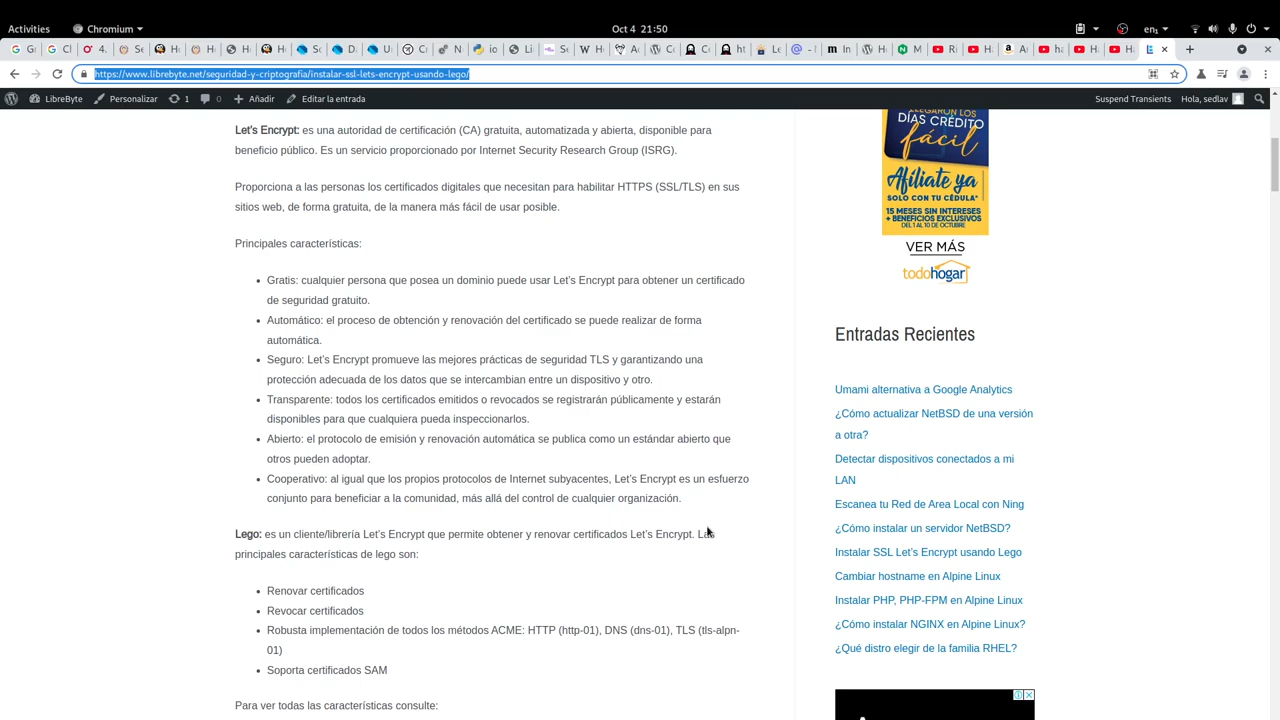 Activities
Chromium
Oct 4 21:50
en₁
https://www.librebyte.net/seguridad-y-criptografia/instalar-ssl-lets-encrypt-usando-lego/
LibreByte
Personalizar
1
0
Añadir
Editar la entrada
Suspend Transients
Hola, sedlav
Let's Encrypt: es una autoridad de certificación (CA) gratuita, automatizada y abierta, disponible para
beneficio público. Es un servicio proporcionado por Internet Security Research Group (ISRG).
Proporciona a las personas los certificados digitales que necesitan para habilitar HTTPS (SSL/TLS) en sus
sitios web, de forma gratuita, de la manera más fácil de usar posible.
Principales características:
• Gratis: cualquier persona que posea un dominio puede usar Let's Encrypt para obtener un certificado
de seguridad gratuito.
• Automático: el proceso de obtención y renovación del certificado se puede realizar de forma
automática.
• Seguro: Let's Encrypt promueve las mejores prácticas de seguridad TLS y garantizando una
protección adecuada de los datos que se intercambian entre un dispositivo y otro.
• Transparente: todos los certificados emitidos o revocados se registrarán públicamente y estarán
disponibles para que cualquiera pueda inspeccionarlos.
• Abierto: el protocolo de emisión y renovación automática se publica como un estándar abierto que
otros pueden adoptar.
• Cooperativo: al igual que los propios protocolos de Internet subyacentes, Let's Encrypt es un esfuerzo
conjunto para beneficiar a la comunidad, más allá del control de cualquier organización.
Lego: es un cliente/librería Let's Encrypt que permite obtener y renovar certificados Let's Encrypt. Las
principales características de lego son:
• Renovar certificados
• Revocar certificados
• Robusta implementación de todos los métodos ACME: HTTP (http-01), DNS (dns-01), TLS (tls-alpn-
01)
• Soporta certificados SAM
Para ver todas las características consulte:
LLEGARON LOS
DÍAS CRÉDITO
fácil
Afíliate ya
SOLO CON TU CÉDULA*
15 MESES SIN INTERESES
+ BENEFICIOS EXCLUSIVOS
DEL 1 AL 10 DE OCTUBRE
VER MÁS
todohogar
Entradas Recientes
Umami alternativa a Google Analytics
¿Cómo actualizar NetBSD de una versión
a otra?
Detectar dispositivos conectados a mi
LAN
Escanea tu Red de Area Local con Ning
¿Cómo instalar un servidor NetBSD?
Instalar SSL Let's Encrypt usando Lego
Cambiar hostname en Alpine Linux
Instalar PHP, PHP-FPM en Alpine Linux
¿Cómo instalar NGINX en Alpine Linux?
¿Qué distro elegir de la familia RHEL?